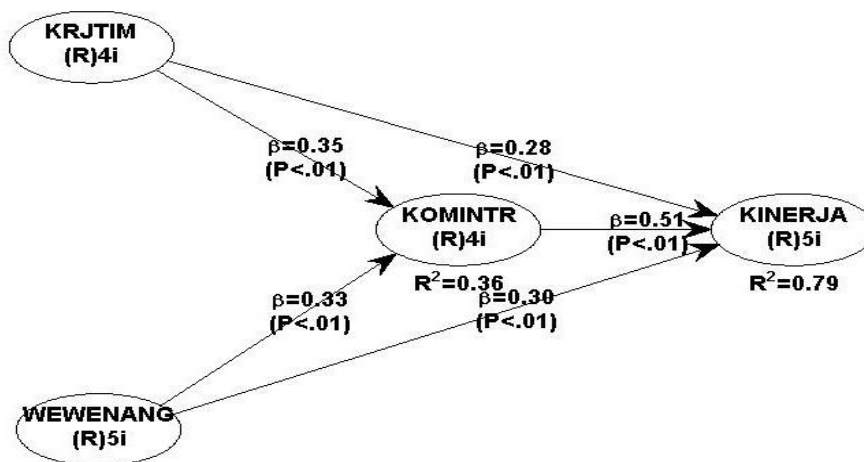 KRJTIM
(R)4i
β=0.35
(P<.01)
β=0.28
(P<.01)
KOMINTR
(R)4i
R²=0.36
β=0.51
(P<.01)
KINERJA
(R)5i
R²=0.79
β=0.33
(P<.01)
β=0.30
(P<.01)
WEWENANG
(R)5i